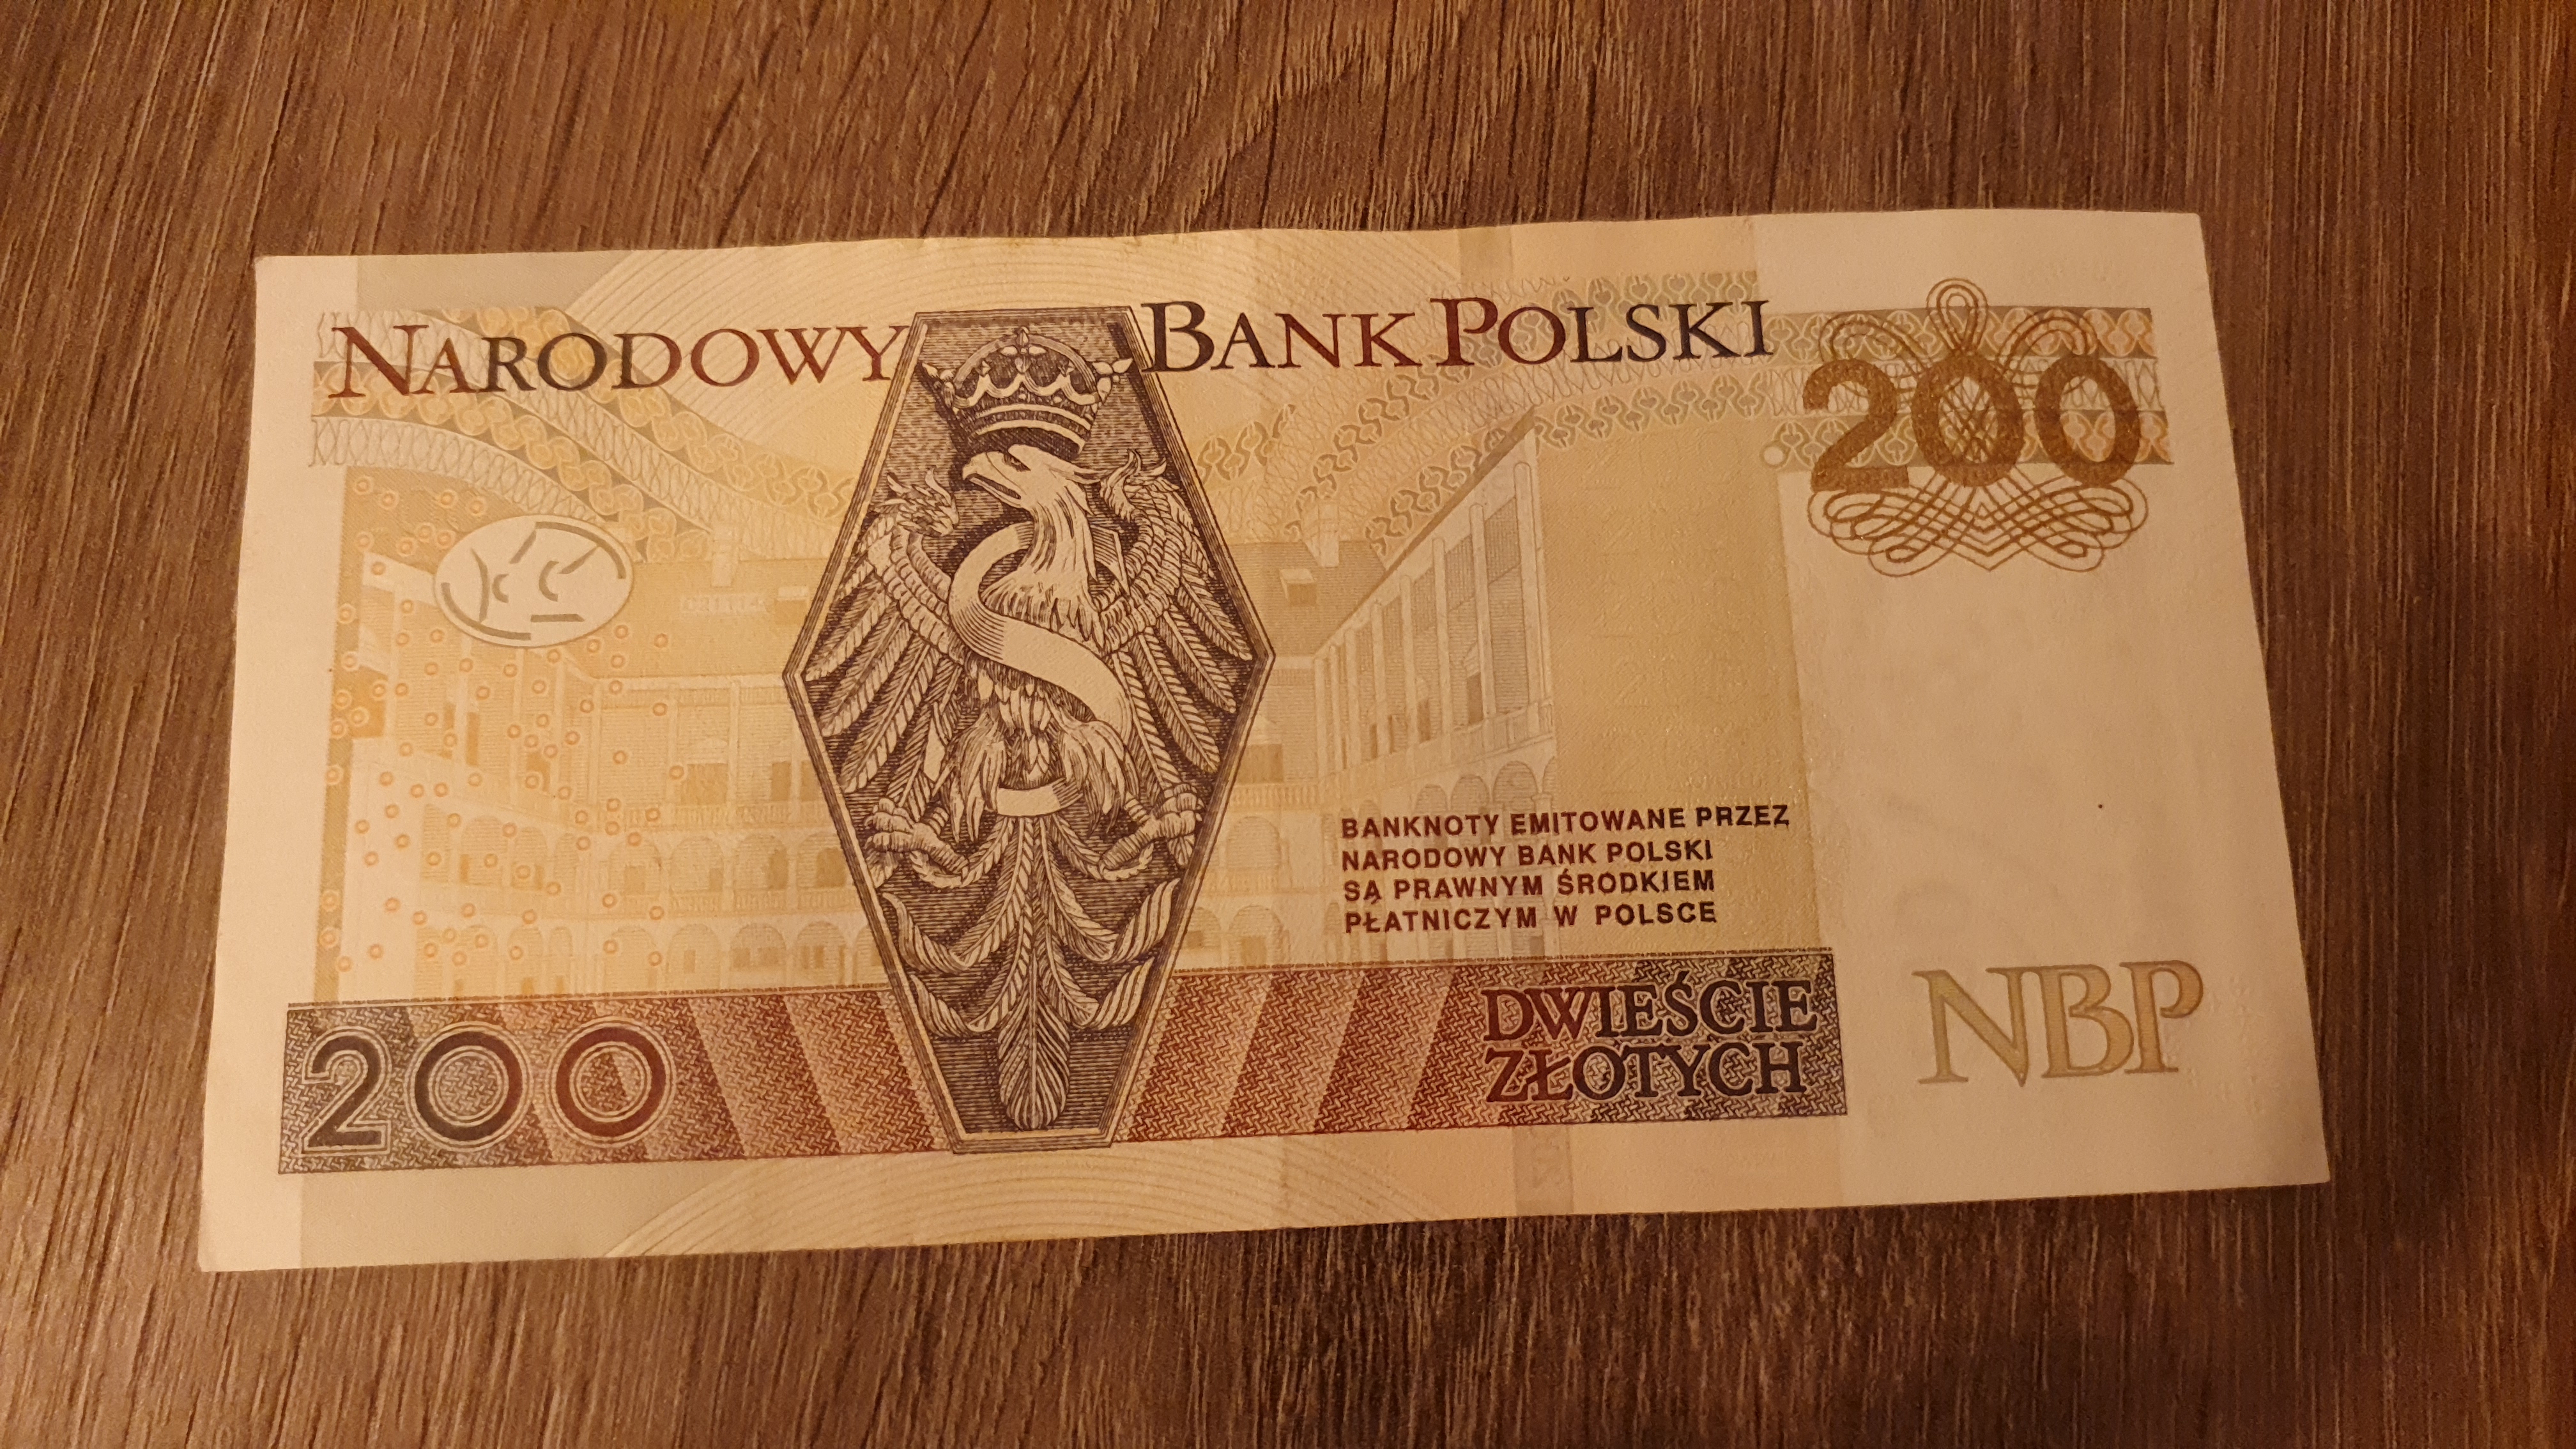 NARODOWY BANK POLSKI
200
BANKNOTY EMITOWANE PRZEZ
NARODOWY BANK POLSKI
SĄ PRAWNYM ŚRODKIEM
PŁATNICZYM W POLSCE
200
DWIEŚCIE
ZŁOTYCH
NBP